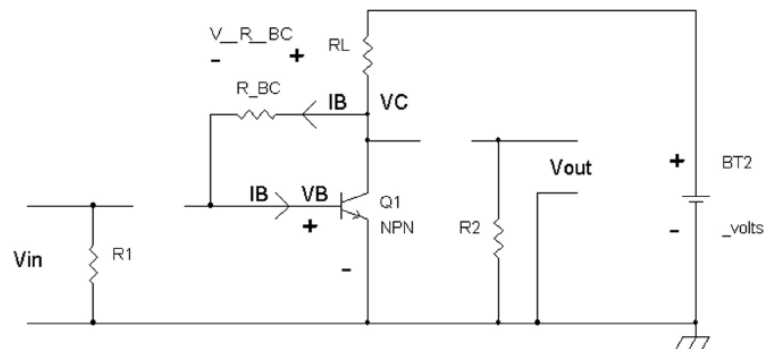 V__R__BC
- +
RL
R_BC
IB
VC
IB
VB
+
Q1
NPN
-
Vin
R1
R2
Vout
+
BT2
-
_volts